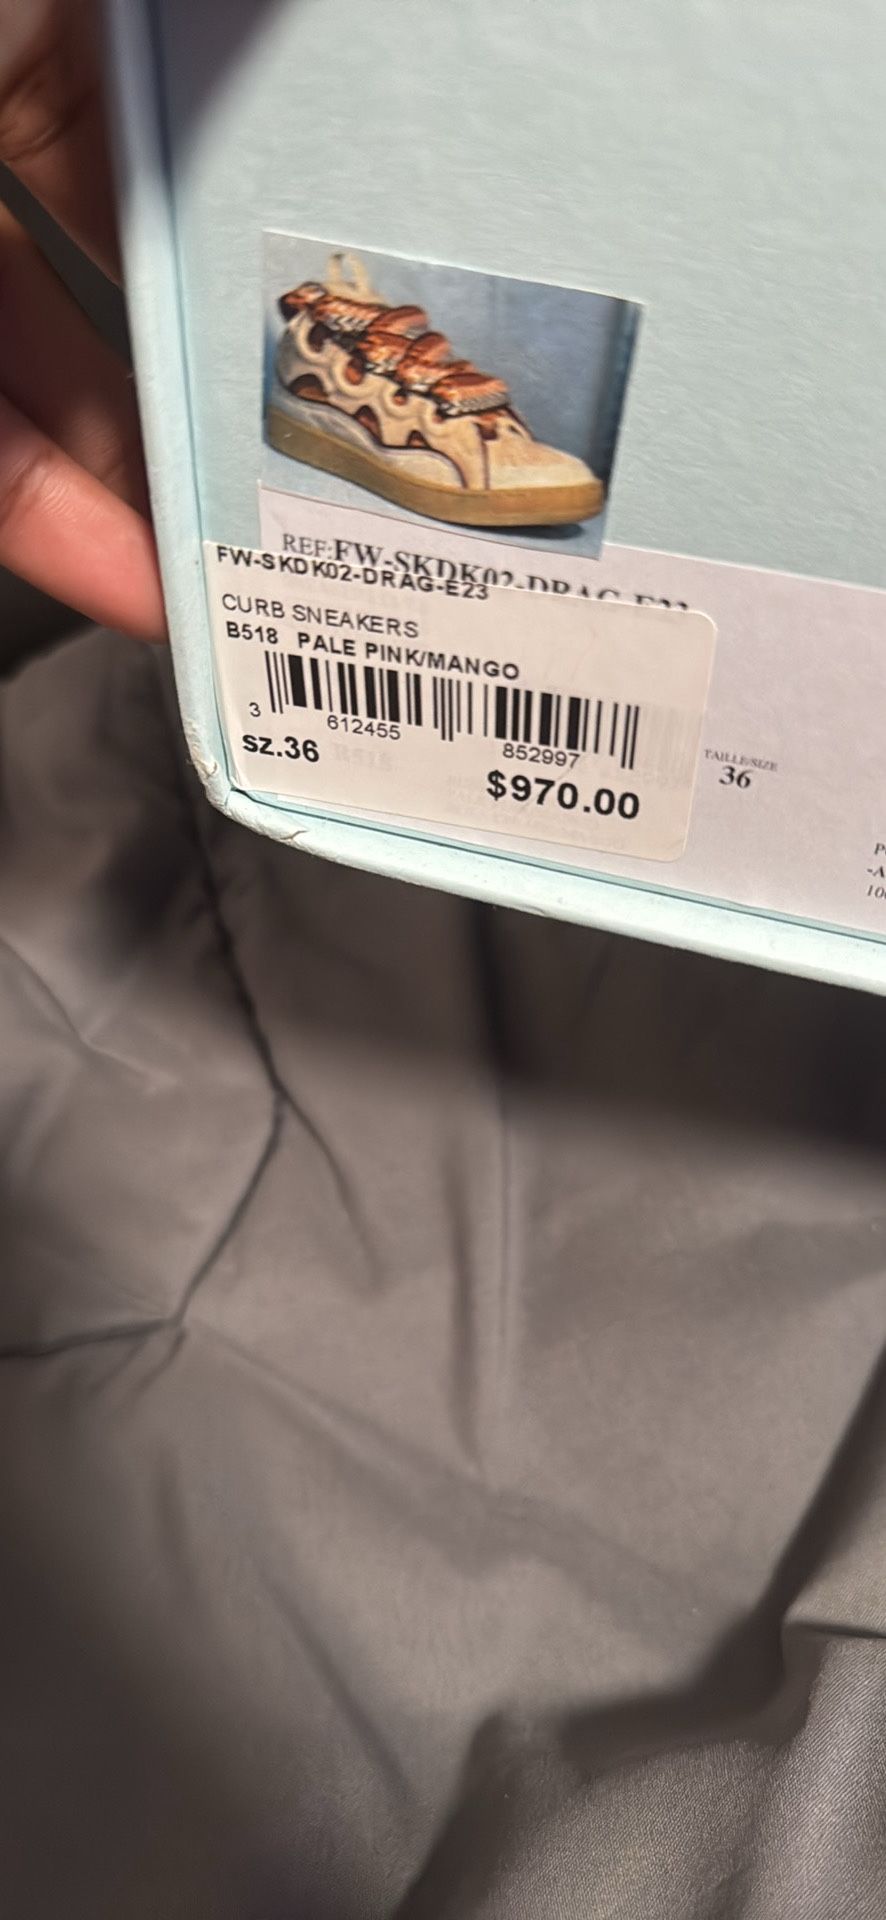 REF:FW-SKDK02-DRAG-E23
FW-SKDK02-DRAG-E23
CURB SNEAKERS
B518 PALE PINK/MANGO
3 612455 852997
sz.36
$970.00
TAILLE/SIZE
36
P
-A
10